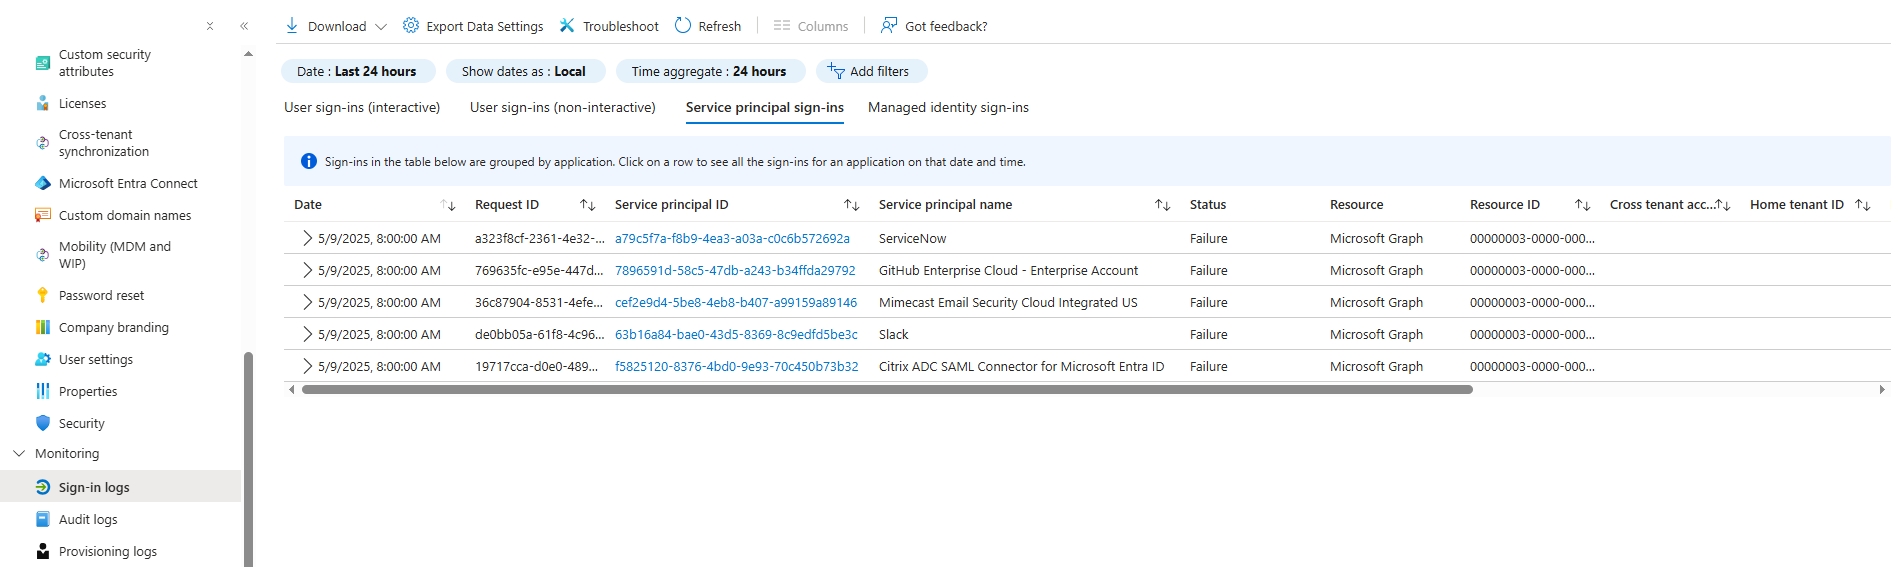 Download
Export Data Settings
Troubleshoot
Refresh
Columns
Got feedback?
Custom security
attributes
Licenses
Cross-tenant
synchronization
Microsoft Entra Connect
Custom domain names
Mobility (MDM and
WIP)
Password reset
Company branding
User settings
Properties
Security
Monitoring
Sign-in logs
Audit logs
Provisioning logs
Date : Last 24 hours
Show dates as : Local
Time aggregate : 24 hours
Add filters
User sign-ins (interactive)
User sign-ins (non-interactive)
Service principal sign-ins
Managed identity sign-ins
Sign-ins in the table below are grouped by application. Click on a row to see all the sign-ins for an application on that date and time.
Date Request ID Service principal ID Service principal name Status Resource Resource ID Cross tenant acc... Home tenant ID
5/9/2025, 8:00:00 AM a323f8cf-2361-4e32-... a79c5f7a-f8b9-4ea3-a03a-c0c6b572692a ServiceNow Failure Microsoft Graph 00000003-0000-000...
5/9/2025, 8:00:00 AM 769635fc-e95e-447d... 7896591d-58c5-47db-a243-b34ffda29792 GitHub Enterprise Cloud - Enterprise Account Failure Microsoft Graph 00000003-0000-000...
5/9/2025, 8:00:00 AM 36c87904-8531-4efe... cef2e9d4-5be8-4eb8-b407-a99159a89146 Mimecast Email Security Cloud Integrated US Failure Microsoft Graph 00000003-0000-000...
5/9/2025, 8:00:00 AM de0bb05a-61f8-4c96... 63b16a84-bae0-43d5-8369-8c9edfd5be3c Slack Failure Microsoft Graph 00000003-0000-000...
5/9/2025, 8:00:00 AM 19717cca-d0e0-489... f5825120-8376-4bd0-9e93-70c450b73b32 Citrix ADC SAML Connector for Microsoft Entra ID Failure Microsoft Graph 00000003-0000-000...